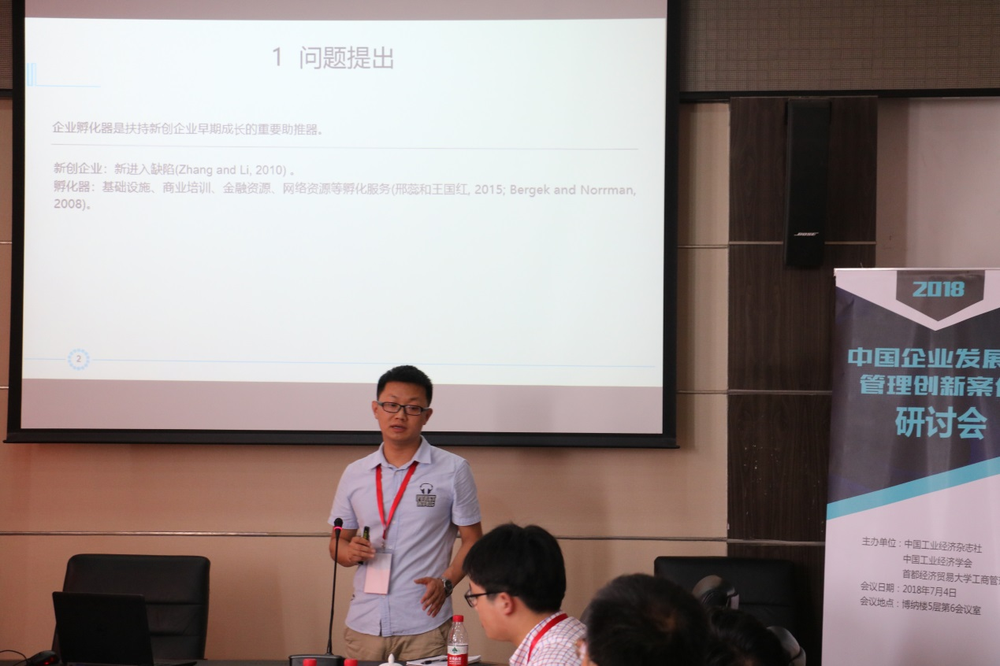 1 问题提出
企业孵化器是扶持新创企业早期成长的重要助推器。
新创企业：新进入缺陷(Zhang and Li, 2010) 。
孵化器：基础设施、商业培训、金融资源、网络资源等孵化服务(邢蕊和王国红, 2015; Bergek and Norrman,
2008)。
2
BOSE
2018
中国企业发展
管理创新案
研讨会
主办单位：中国工业经济杂志社
中国工业经济学会
首都经济贸易大学工商管
会议日期：2018年7月4日
会议地点：博纳楼5层第6会议室